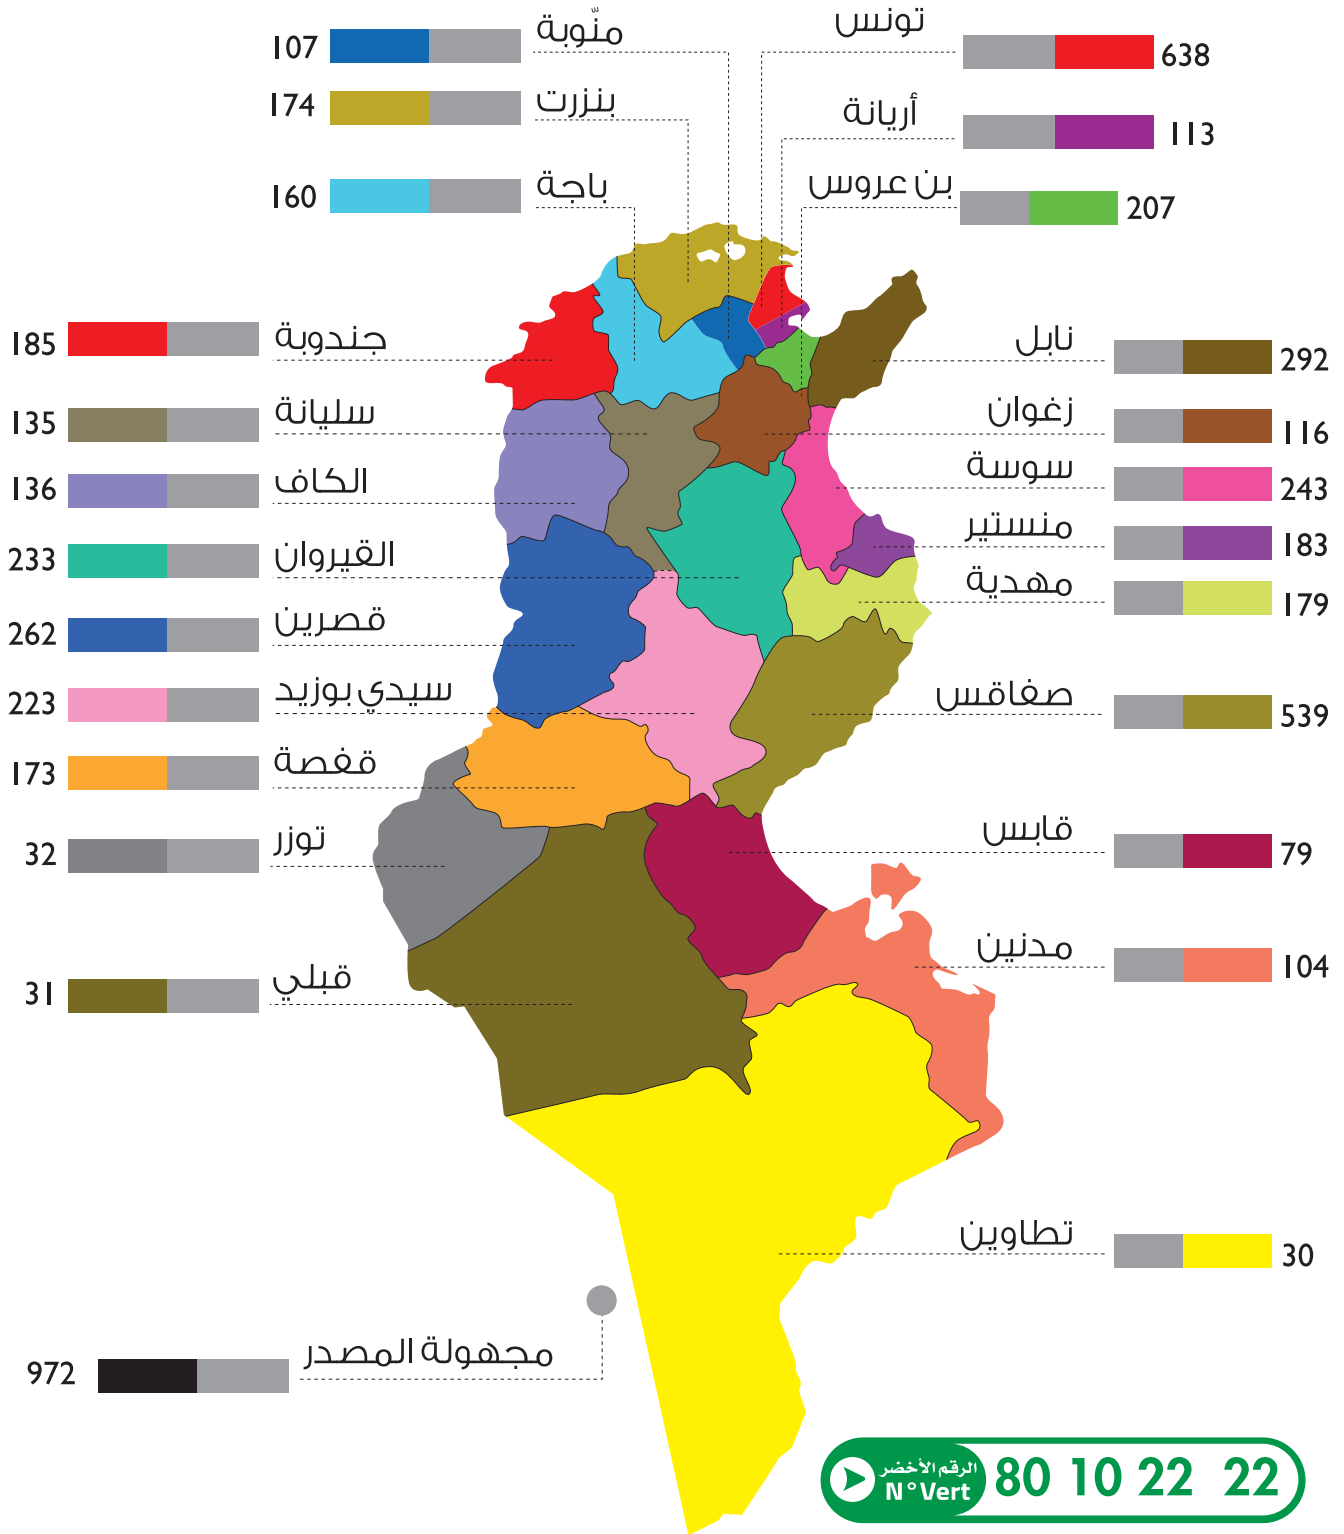 منّوبة
107
تونس
638
بنزرت
174
أريانة
113
باجة
160
بن عروس
207
جندوبة
185
نابل
292
سليانة
135
زغوان
116
الكاف
136
سوسة
243
القيروان
233
منستير
183
قصرين
262
مهدية
179
سيدي بوزيد
223
صفاقس
539
قفصة
173
توزر
32
قابس
79
قبلي
31
مدنين
104
تطاوين
30
مجهولة المصدر
972
الرقم الأخضر
N°Vert
80 10 22 22